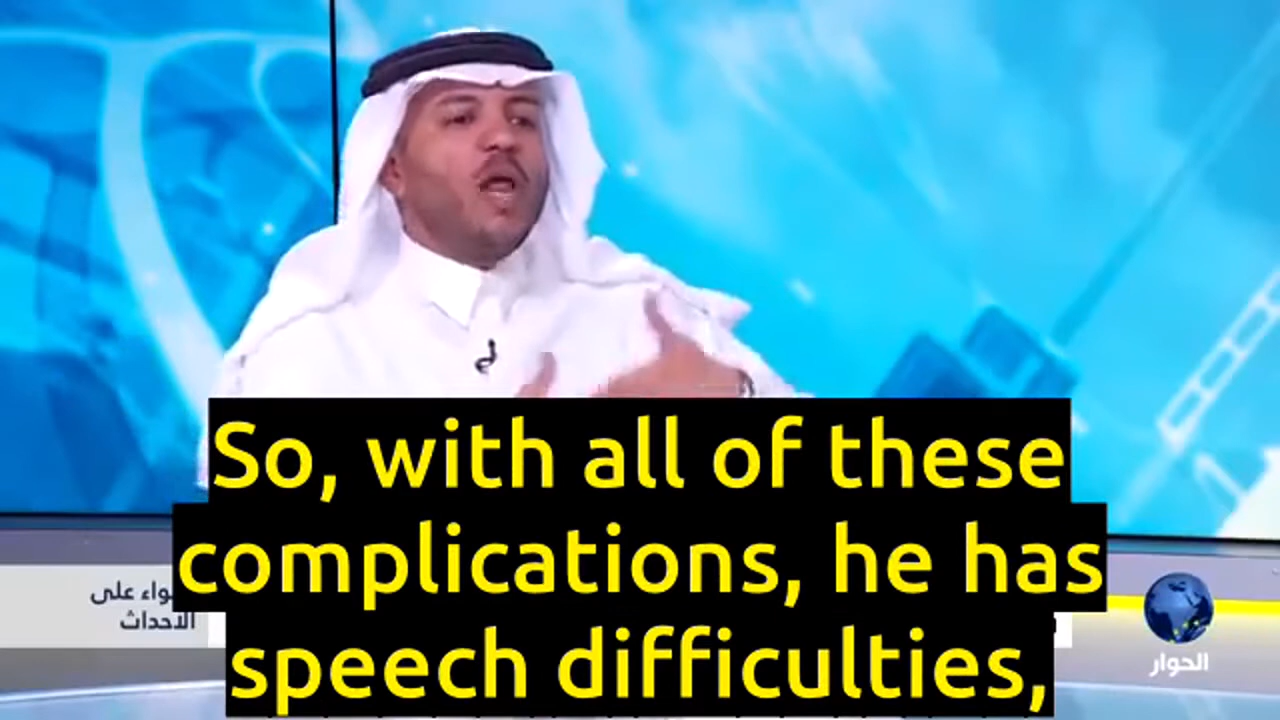 So, with all of these
complications, he has
speech difficulties,
الأحداث
الحوار